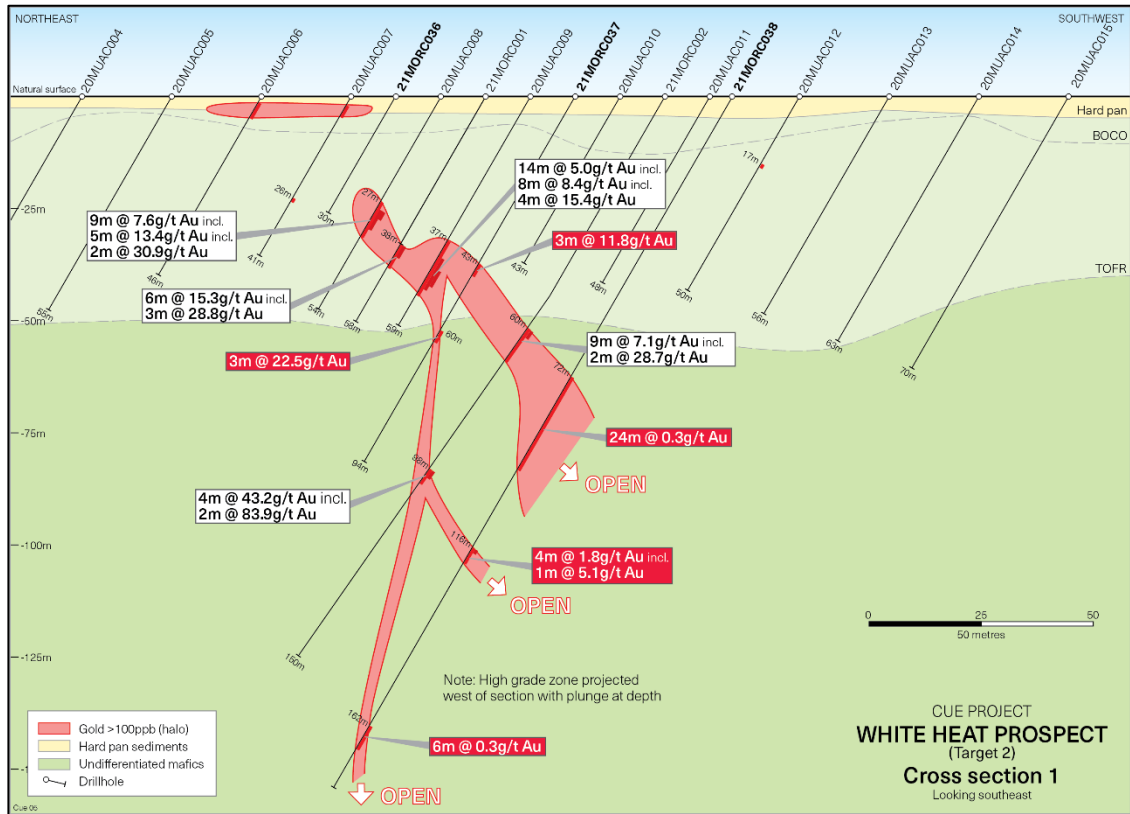 NORTHEAST
SOUTHWEST
20MUAC004
20MUAC005
20MUAC006
20MUAC007
21MORC036
20MUAC008
21MORC001
20MUAC009
21MORC037
20MUAC010
21MORC002
20MUAC011
21MORC038
20MUAC012
20MUAC013
20MUAC014
20MUAC015
Natural surface
Hard pan
BOCO
17m
26m
27m
30m
-25m
14m @ 5.0g/t Au incl.
8m @ 8.4g/t Au incl.
4m @ 15.4g/t Au
9m @ 7.6g/t Au incl.
5m @ 13.4g/t Au incl.
2m @ 30.9g/t Au
38m
37m
43m
3m @ 11.8g/t Au
41m
43m
46m
48m
50m
TOFR
6m @ 15.3g/t Au incl.
3m @ 28.8g/t Au
55m
54m
58m
59m
60m
60m
56m
63m
70m
-50m
9m @ 7.1g/t Au incl.
2m @ 28.7g/t Au
3m @ 22.5g/t Au
72m
-75m
24m @ 0.3g/t Au
94m
88m
OPEN
4m @ 43.2g/t Au incl.
2m @ 83.9g/t Au
-100m
116m
4m @ 1.8g/t Au incl.
1m @ 5.1g/t Au
OPEN
0
25
50
50 metres
-125m
150m
Note: High grade zone projected
west of section with plunge at depth
162m
6m @ 0.3g/t Au
OPEN
Gold >100ppb (halo)
Hard pan sediments
Undifferentiated mafics
Drillhole
Cue 05
CUE PROJECT
WHITE HEAT PROSPECT
(Target 2)
Cross section 1
Looking southeast